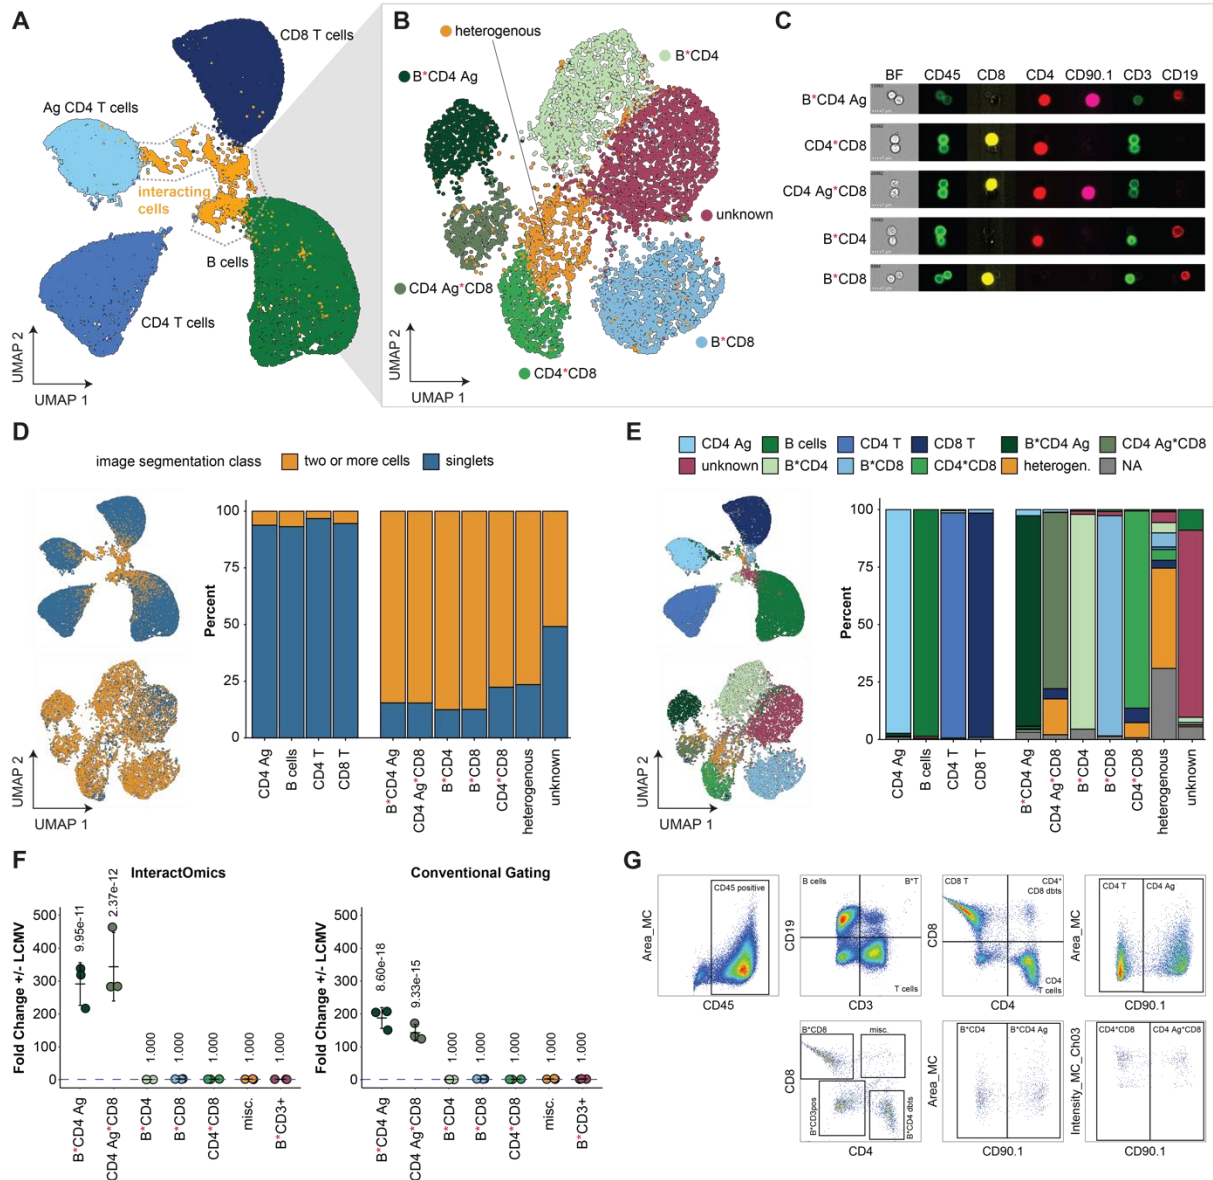 A
CD8 T cells
Ag CD4 T cells
interacting
cells
B cells
CD4 T cells
UMAP 2
UMAP 1
B
heterogenous
B*CD4
B*CD4 Ag
unknown
CD4 Ag*CD8
B*CD8
CD4*CD8
UMAP 2
UMAP 1
C
BF CD45 CD8 CD4 CD90.1 CD3 CD19
B*CD4 Ag
CD4*CD8
CD4 Ag*CD8
B*CD4
B*CD8
D
image segmentation class two or more cells singlets
UMAP 2
UMAP 1
Percent
100
75
50
25
0
CD4 Ag
B cells
CD4 T
CD8 T
B*CD4 Ag
CD4 Ag*CD8
B*CD4
B*CD8
CD4*CD8
heterogenous
unknown
E
CD4 Ag B cells CD4 T CD8 T B*CD4 Ag CD4 Ag*CD8
unknown B*CD4 B*CD8 CD4*CD8 heterogen. NA
UMAP 2
UMAP 1
Percent
100
75
50
25
0
CD4 Ag
B cells
CD4 T
CD8 T
B*CD4 Ag
CD4 Ag*CD8
B*CD4
B*CD8
CD4*CD8
heterogenous
unknown
F
InteractOmics
Fold Change +/- LCMV
500
400
300
200
100
0
9.95e-11
2.37e-12
1.000
1.000
1.000
1.000
1.000
B*CD4 Ag
CD4 Ag*CD8
B*CD4
B*CD8
CD4*CD8
misc.
B*CD3+
Conventional Gating
Fold Change +/- LCMV
500
400
300
200
100
0
8.60e-18
9.33e-15
1.000
1.000
1.000
1.000
1.000
B*CD4 Ag
CD4 Ag*CD8
B*CD4
B*CD8
CD4*CD8
misc.
B*CD3+
G
CD45 positive
Area_MC
CD45
B cells B*T
T cells
CD19
CD3
CD8 T CD4*
CD8 dbts
CD4
T cells
CD8
CD4
CD4 T CD4 Ag
Area_MC
CD90.1
B*CD8 misc.
B*CD3pos
B*CD4 dbts
CD8
CD4
B*CD4 B*CD4 Ag
Area_MC
CD90.1
CD4*CD8 CD4 Ag*CD8
Intensity_MC_Ch03
CD90.1